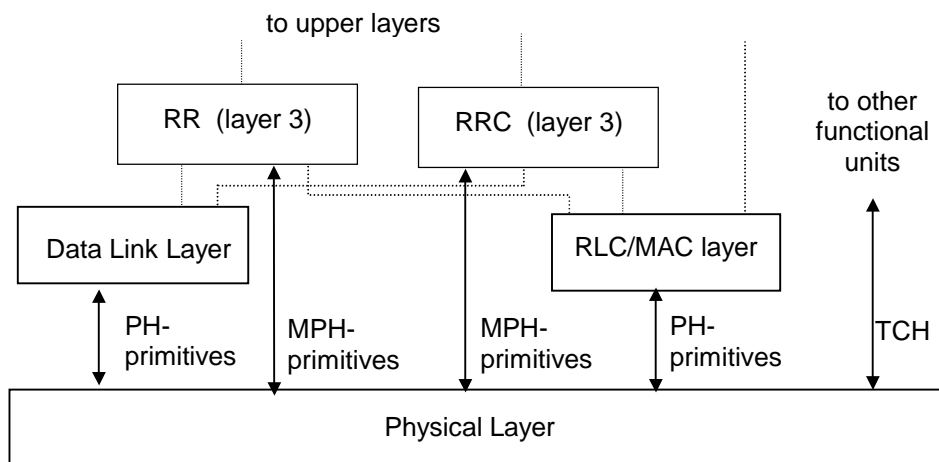 to upper layers
RR (layer 3)
RRC (layer 3)
to other
functional
units
Data Link Layer
RLC/MAC layer
PH-
primitives
MPH-
primitives
MPH-
primitives
PH-
primitives
TCH
Physical Layer